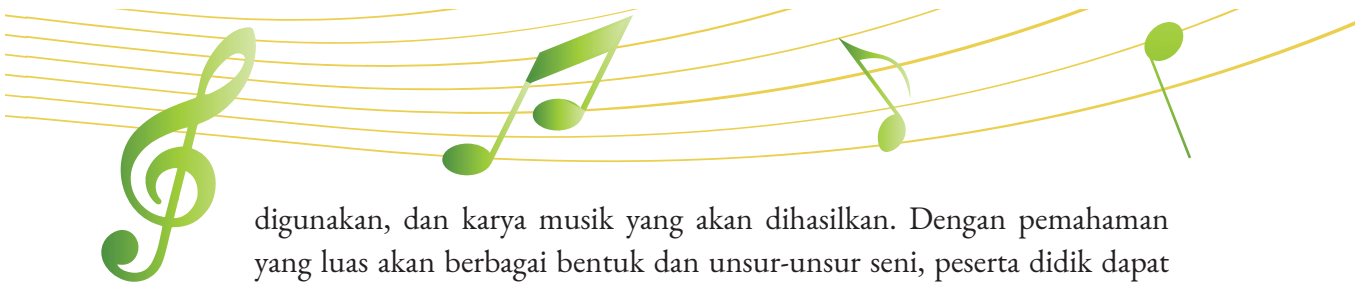 digunakan, dan karya musik yang akan dihasilkan. Dengan pemahaman
yang luas akan berbagai bentuk dan unsur-unsur seni, peserta didik dapat